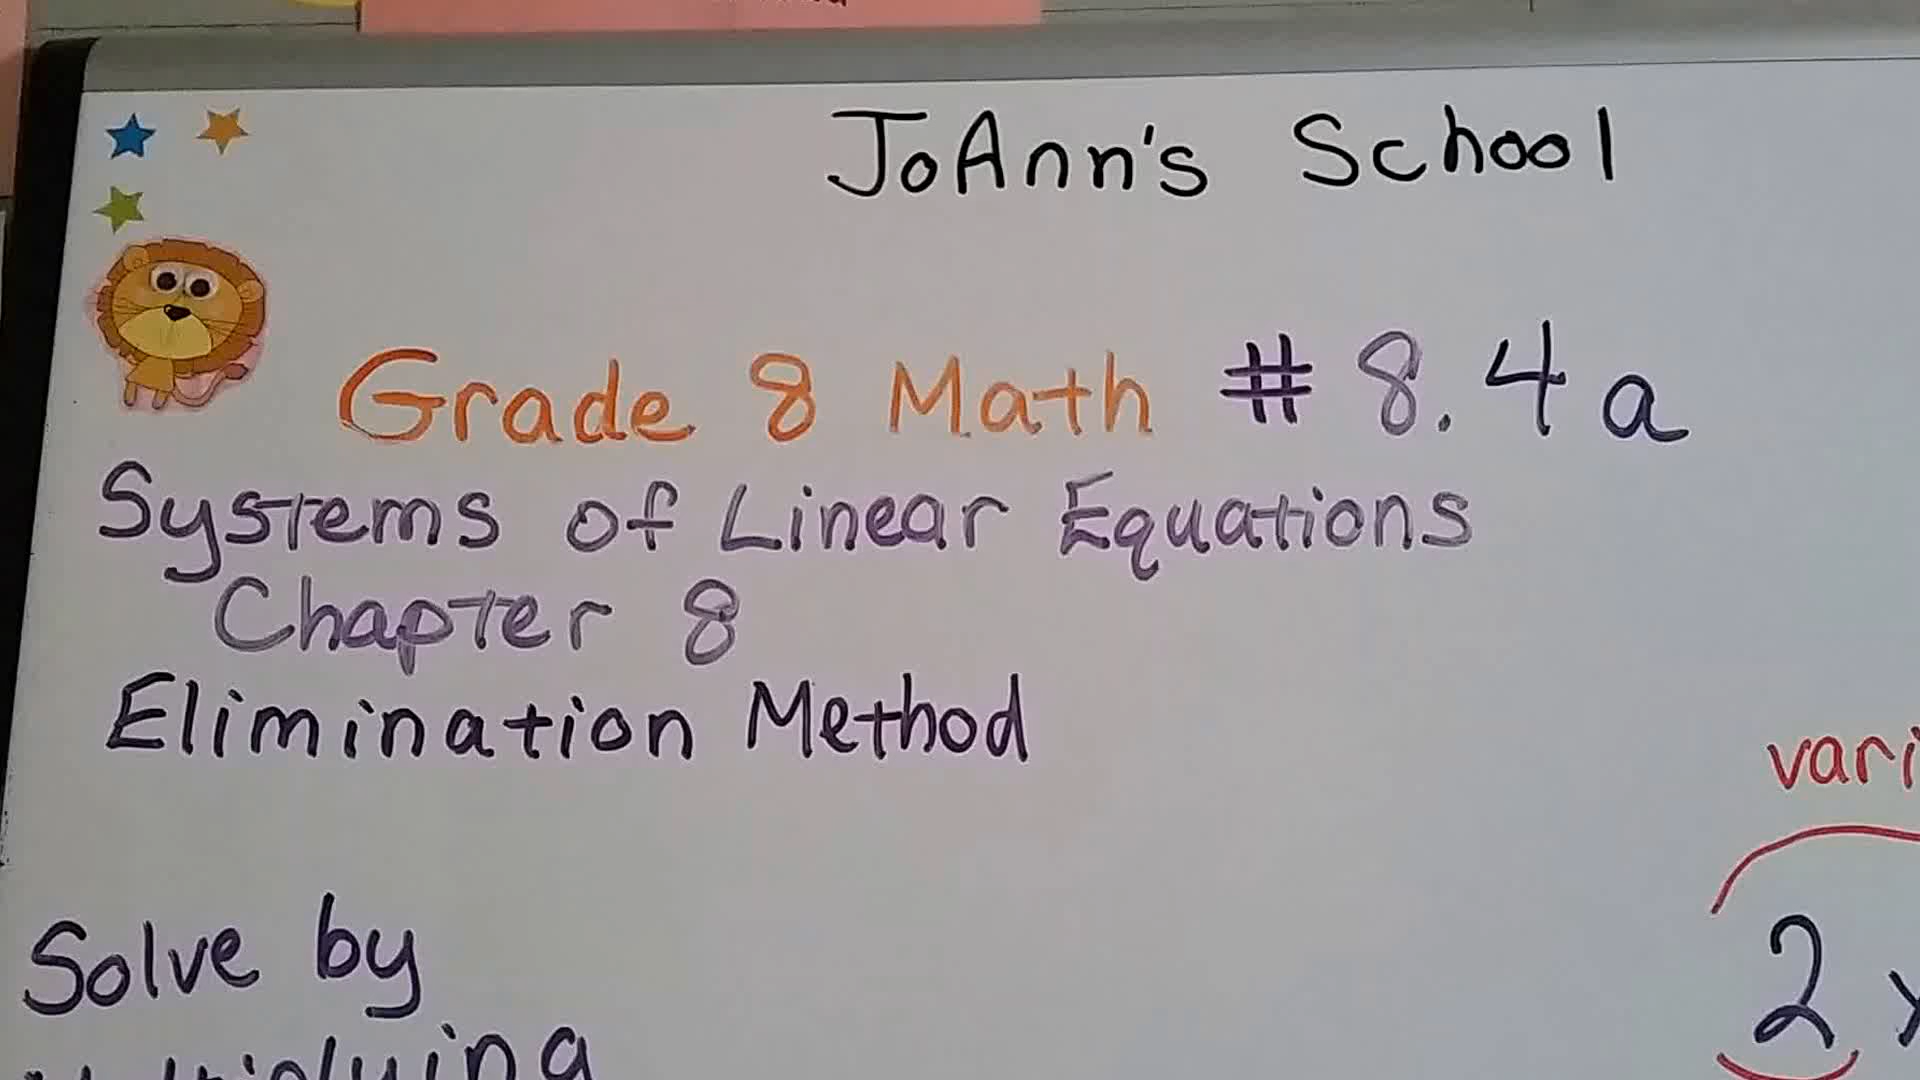 JoAnn's School
Grade 8 Math # 8.4a
Systems of Linear Equations
Chapter 8
Elimination Method
vari
Solve by
2
Multiplying